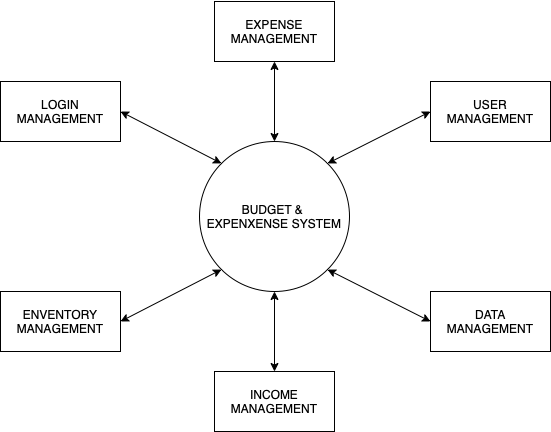 EXPENSE
MANAGEMENT
LOGIN
MANAGEMENT
USER
MANAGEMENT
BUDGET &
EXPENXENSE SYSTEM
ENVENTORY
MANAGEMENT
DATA
MANAGEMENT
INCOME
MANAGEMENT